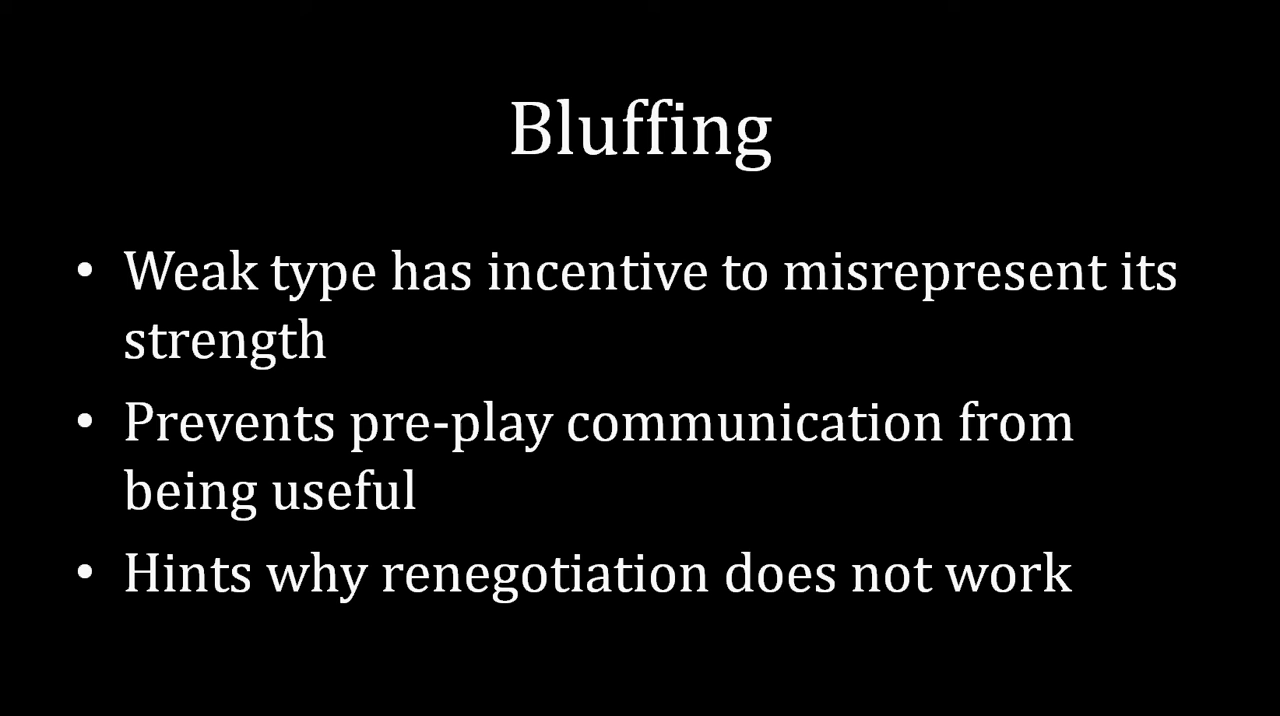 Bluffing
• Weak type has incentive to misrepresent its
strength
• Prevents pre-play communication from
being useful
• Hints why renegotiation does not work